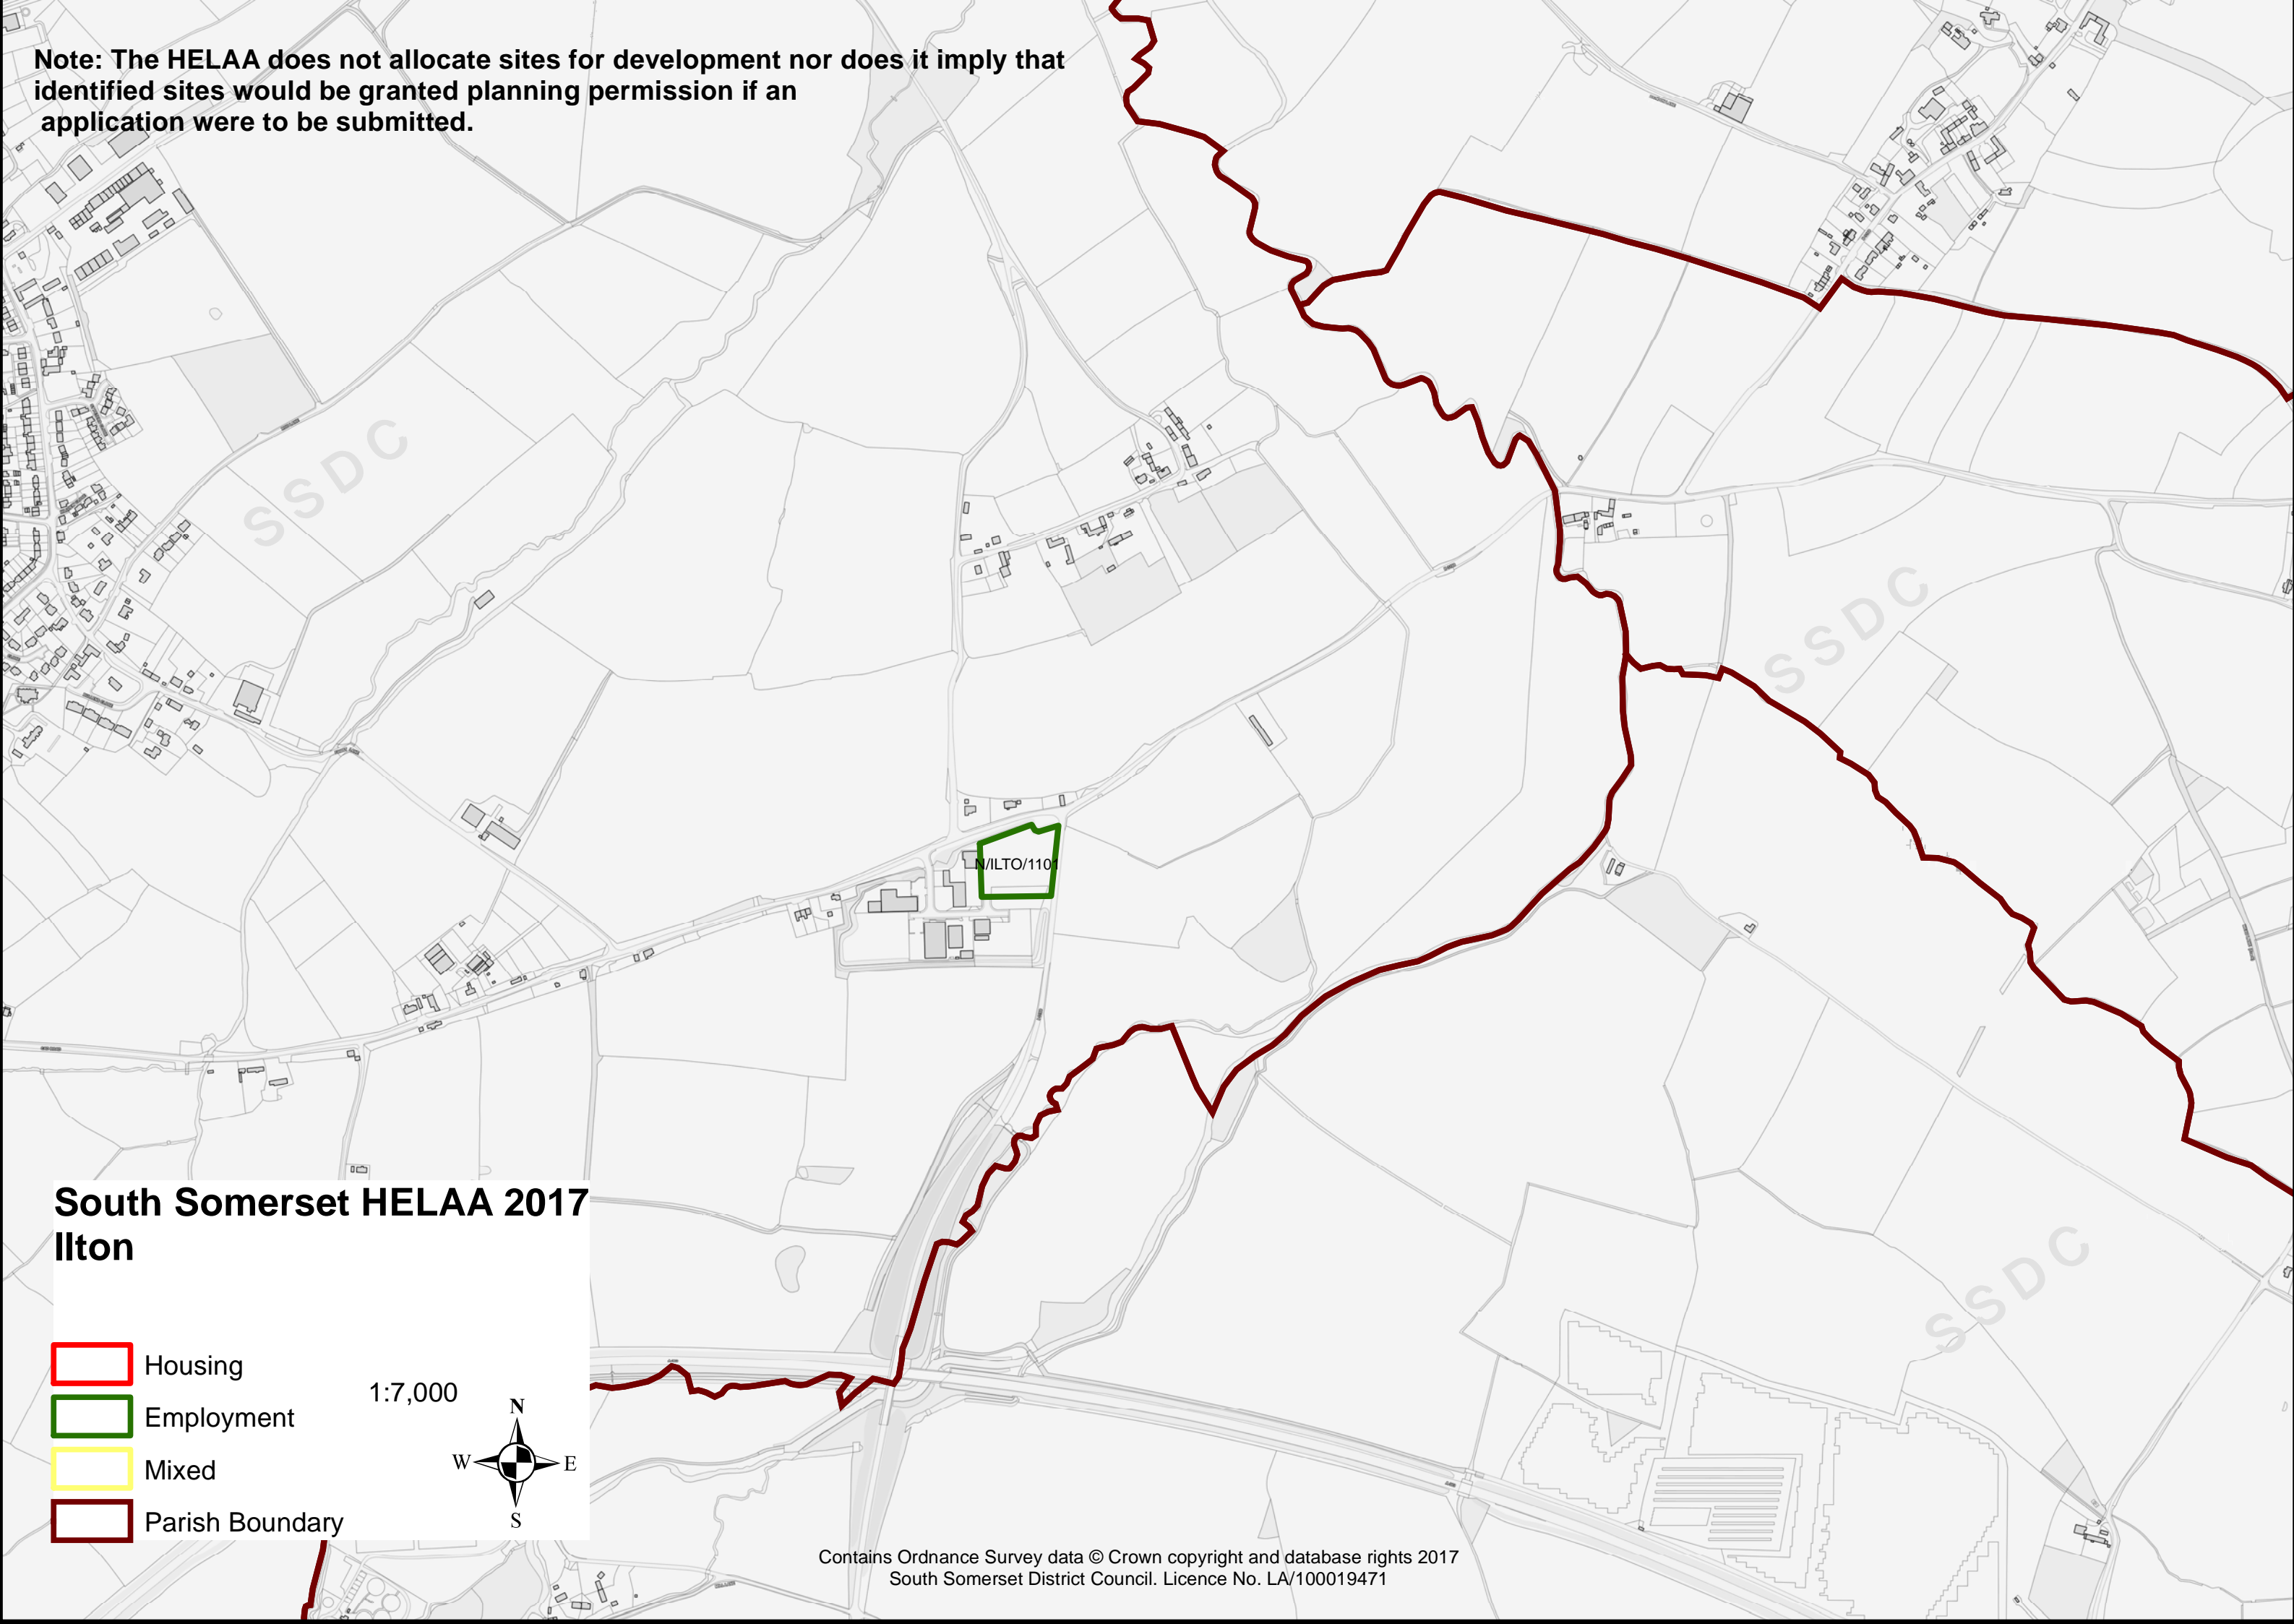 Note: The HELAA does not allocate sites for development nor does it imply that
identified sites would be granted planning permission if an
application were to be submitted.
SSDC
SSDC
N/ILTO/1101
SSDC
South Somerset HELAA 2017
Ilton
Housing
Employment
Mixed
Parish Boundary
1:7,000
N
W
E
S
Contains Ordnance Survey data © Crown copyright and database rights 2017
South Somerset District Council. Licence No. LA/100019471